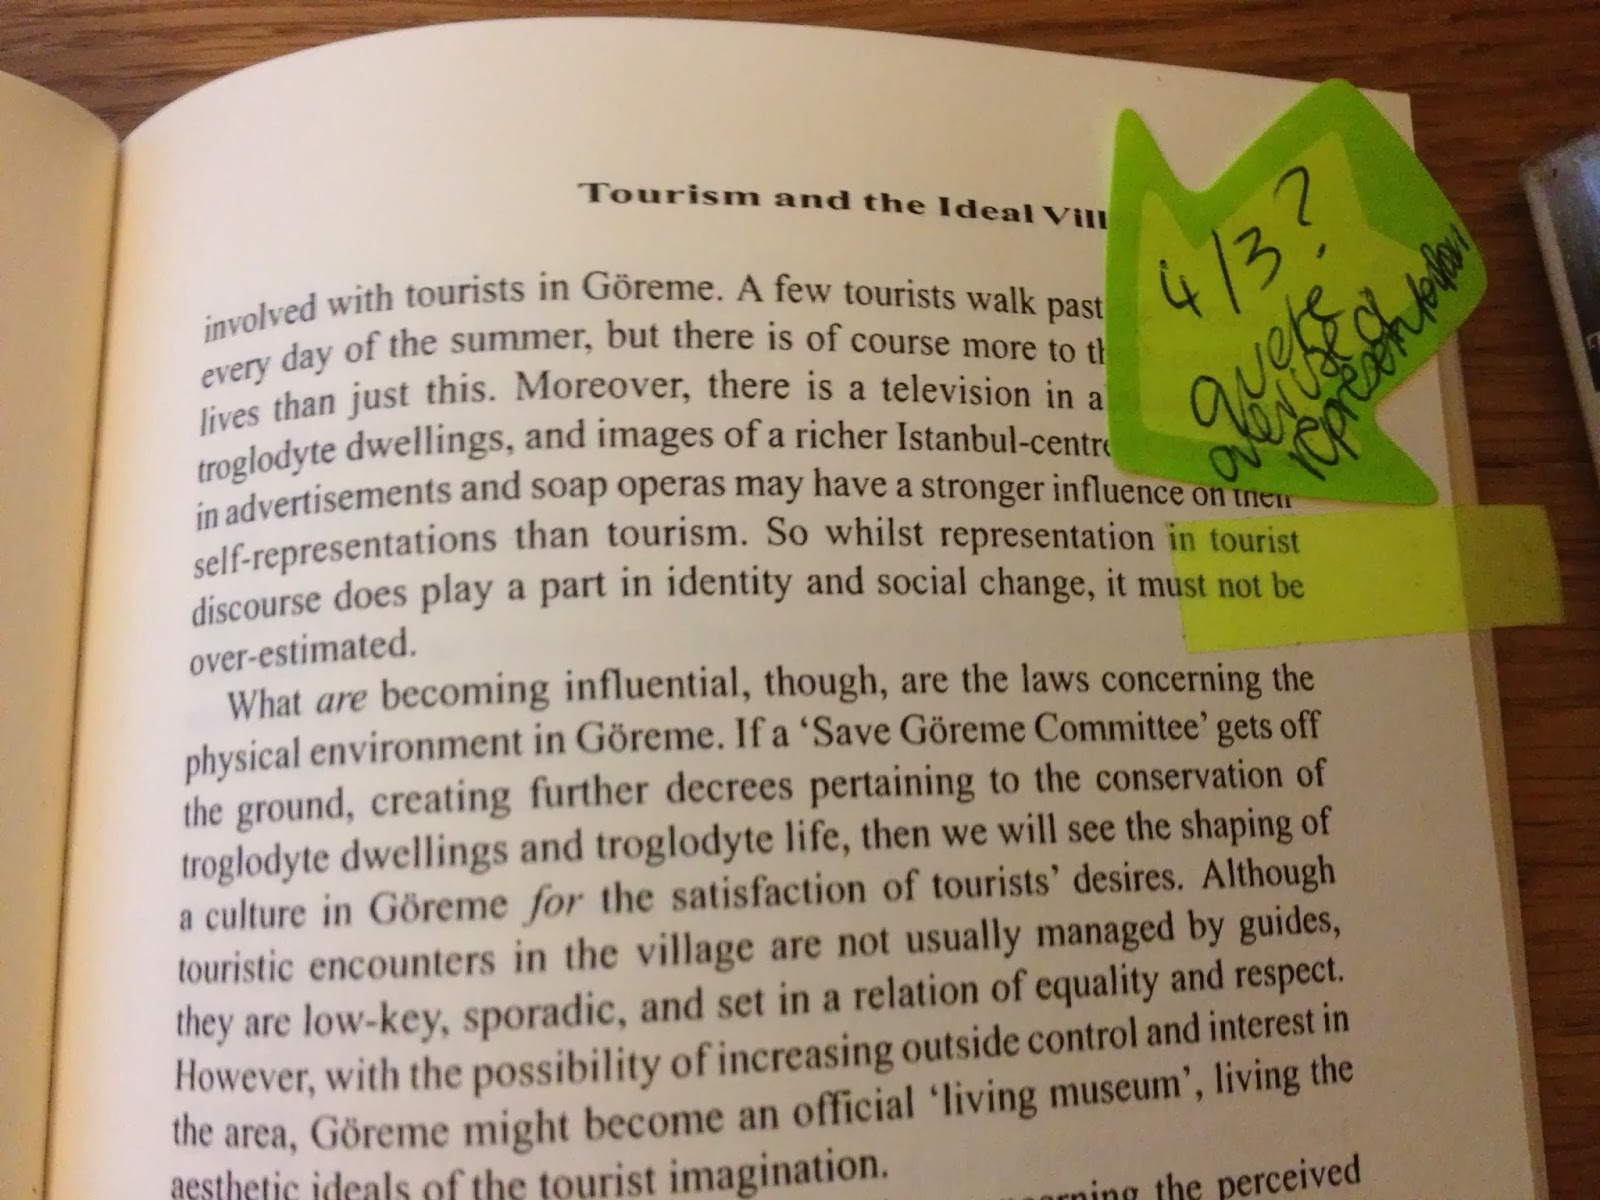 Tourism and the Ideal Vill
involved with tourists in Göreme. A few tourists walk past
every day of the summer, but there is of course more to th
lives than just this. Moreover, there is a television in a
troglodyte dwellings, and images of a richer Istanbul-centre
in advertisements and soap operas may have a stronger influence on their
self-representations than tourism. So whilst representation in tourist
discourse does play a part in identity and social change, it must not be
over-estimated.
What are becoming influential, though, are the laws concerning the
physical environment in Göreme. If a ‘Save Göreme Committee’ gets off
the ground, creating further decrees pertaining to the conservation of
troglodyte dwellings and troglodyte life, then we will see the shaping of
a culture in Göreme for the satisfaction of tourists’ desires. Although
touristic encounters in the village are not usually managed by guides,
they are low-key, sporadic, and set in a relation of equality and respect.
However, with the possibility of increasing outside control and interest in
the area, Göreme might become an official ‘living museum’, living the
aesthetic ideals of the tourist imagination.
the perceived
4/3?
quote
over use of
representation